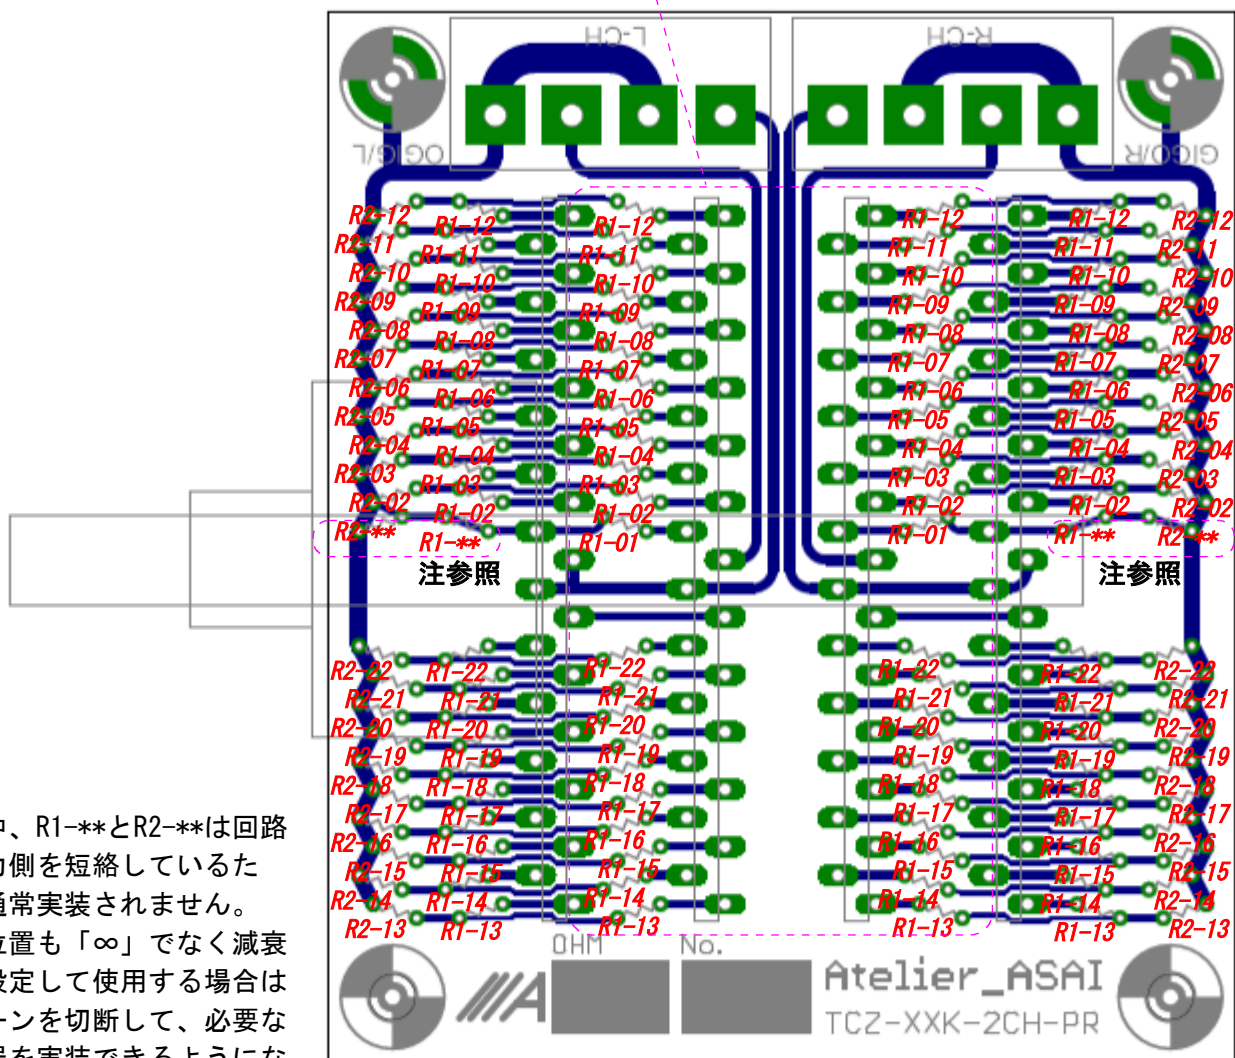 L-CH R-CH
OGIG/L GIGO/R
R2-12 R1-12 R1-12 R1-12 R1-12 R2-12
R2-11 R1-11 R1-11 R1-11 R1-11 R2-11
R2-10 R1-10 R1-10 R1-10 R1-10 R2-10
R2-09 R1-09 R1-09 R1-09 R1-09 R2-09
R2-08 R1-08 R1-08 R1-08 R1-08 R2-08
R2-07 R1-07 R1-07 R1-07 R1-07 R2-07
R2-06 R1-06 R1-06 R1-06 R1-06 R2-06
R2-05 R1-05 R1-05 R1-05 R1-05 R2-05
R2-04 R1-04 R1-04 R1-04 R1-04 R2-04
R2-03 R1-03 R1-03 R1-03 R1-03 R2-03
R2-02 R1-02 R1-02 R1-02 R1-02 R2-02
R2-** R1-** R1-01 R1-01 R1-** R2-**
注参照 注参照
R2-22 R1-22 R1-22 R1-22 R1-22 R2-22
R2-21 R1-21 R1-21 R1-21 R1-21 R2-21
R2-20 R1-20 R1-20 R1-20 R1-20 R2-20
R2-19 R1-19 R1-19 R1-19 R1-19 R2-19
R2-18 R1-18 R1-18 R1-18 R1-18 R2-18
R2-17 R1-17 R1-17 R1-17 R1-17 R2-17
R2-16 R1-16 R1-16 R1-16 R1-16 R2-16
R2-15 R1-15 R1-15 R1-15 R1-15 R2-15
R2-14 R1-14 R1-14 R1-14 R1-14 R2-14
R2-13 R1-13 R1-13 R1-13 R1-13 R2-13
、R1-**とR2-**は回路
側を短絡しているた
通常実装されません。
位置も「∞」でなく減衰
設定して使用する場合は
ーンを切断して、必要な
を実装できるようにな
OHM No.
Atelier_ASAI
TCZ-XXK-2CH-PR